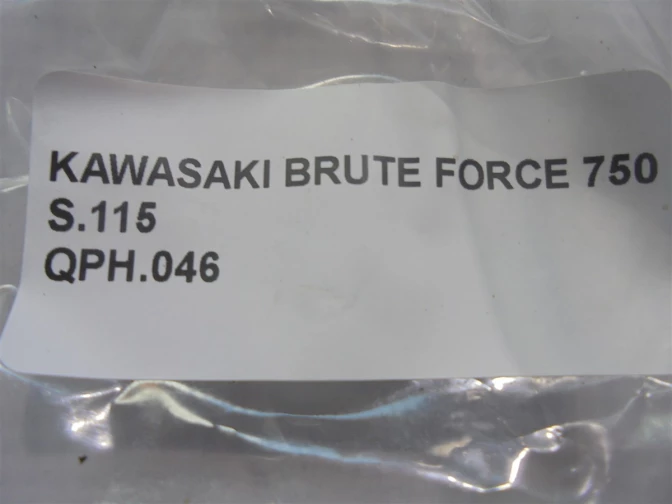 KAWASAKI BRUTE FORCE 750
S.115
QPH.046